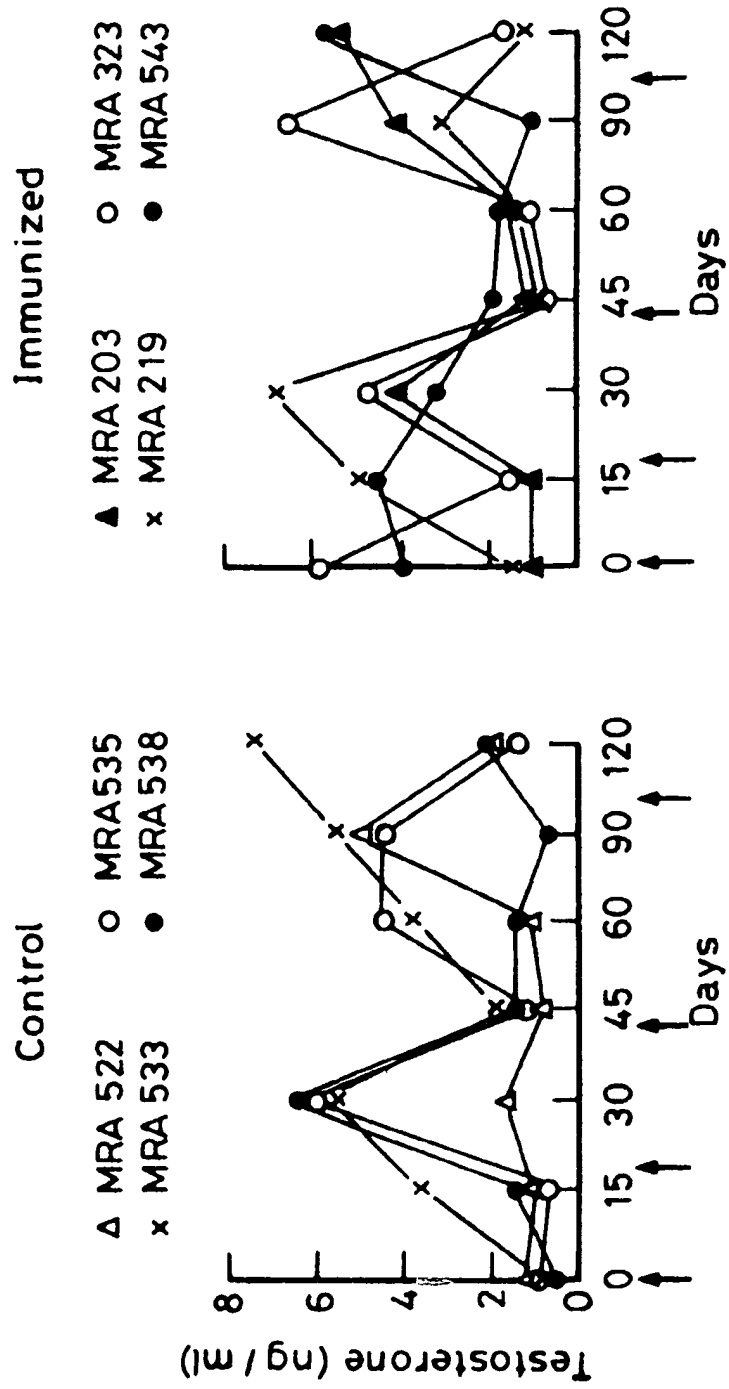 Control
△ MRA 522 ○ MRA 535
× MRA 533 ● MRA 538
Testosterone (ng/ml)
8
6
4
2
0
0 15 30 45 60 90 120
Days
Immunized
▲ MRA 203 ○ MRA 323
× MRA 219 ● MRA 543
0 15 30 45 60 90 120
Days